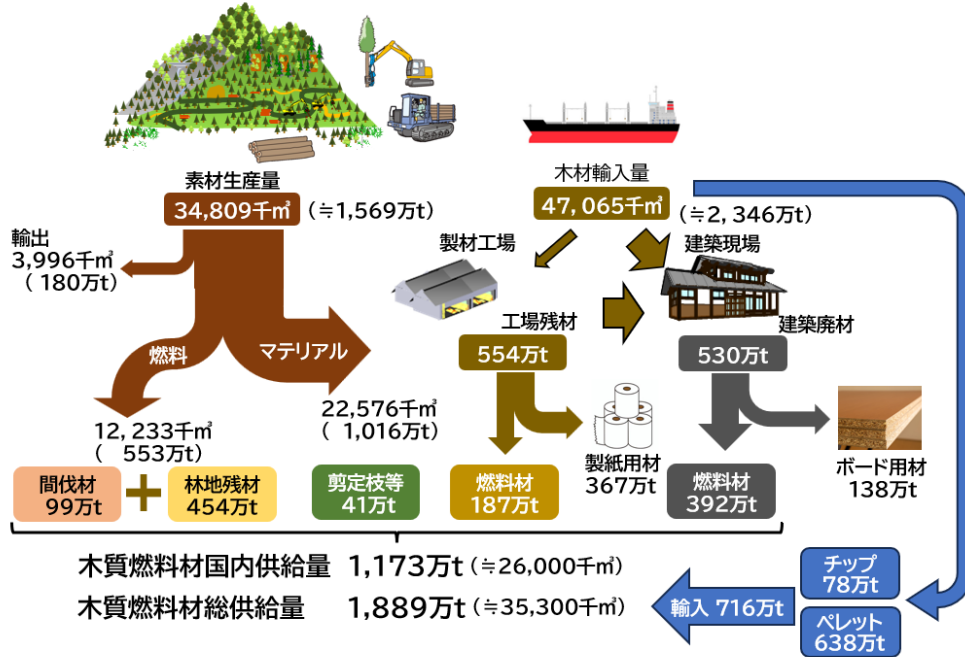 素材生産量
34,809千㎥
(≒1,569万t)
木材輸入量
47,065千㎥
(≒2,346万t)
輸出
3,996千㎥
( 180万t)
製材工場
建築現場
燃料
マテリアル
工場残材
554万t
建築廃材
530万t
12,233千㎥
( 553万t)
22,576千㎥
( 1,016万t)
製紙用材
367万t
ボード用材
138万t
間伐材
99万t
+
林地残材
454万t
剪定枝等
41万t
燃料材
187万t
燃料材
392万t
木質燃料材国内供給量 1,173万t (≒26,000千㎥)
木質燃料材総供給量 1,889万t (≒35,300千㎥)
輸入 716万t
チップ
78万t
ペレット
638万t